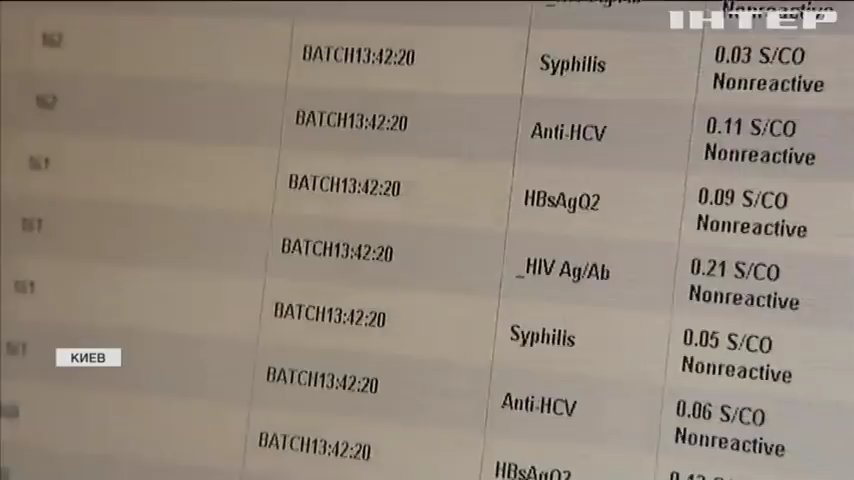 ІНТЕР
Nonreactive
BATCH13:42:20 Syphilis 0.03 S/CO
Nonreactive
BATCH13:42:20 Anti-HCV 0.11 S/CO
Nonreactive
BATCH13:42:20 HBsAgQ2 0.09 S/CO
Nonreactive
BATCH13:42:20 _HIV Ag/Ab 0.21 S/CO
Nonreactive
BATCH13:42:20 Syphilis 0.05 S/CO
Nonreactive
BATCH13:42:20 Anti-HCV 0.06 S/CO
Nonreactive
BATCH13:42:20 HBsAgQ2
КИЕВ